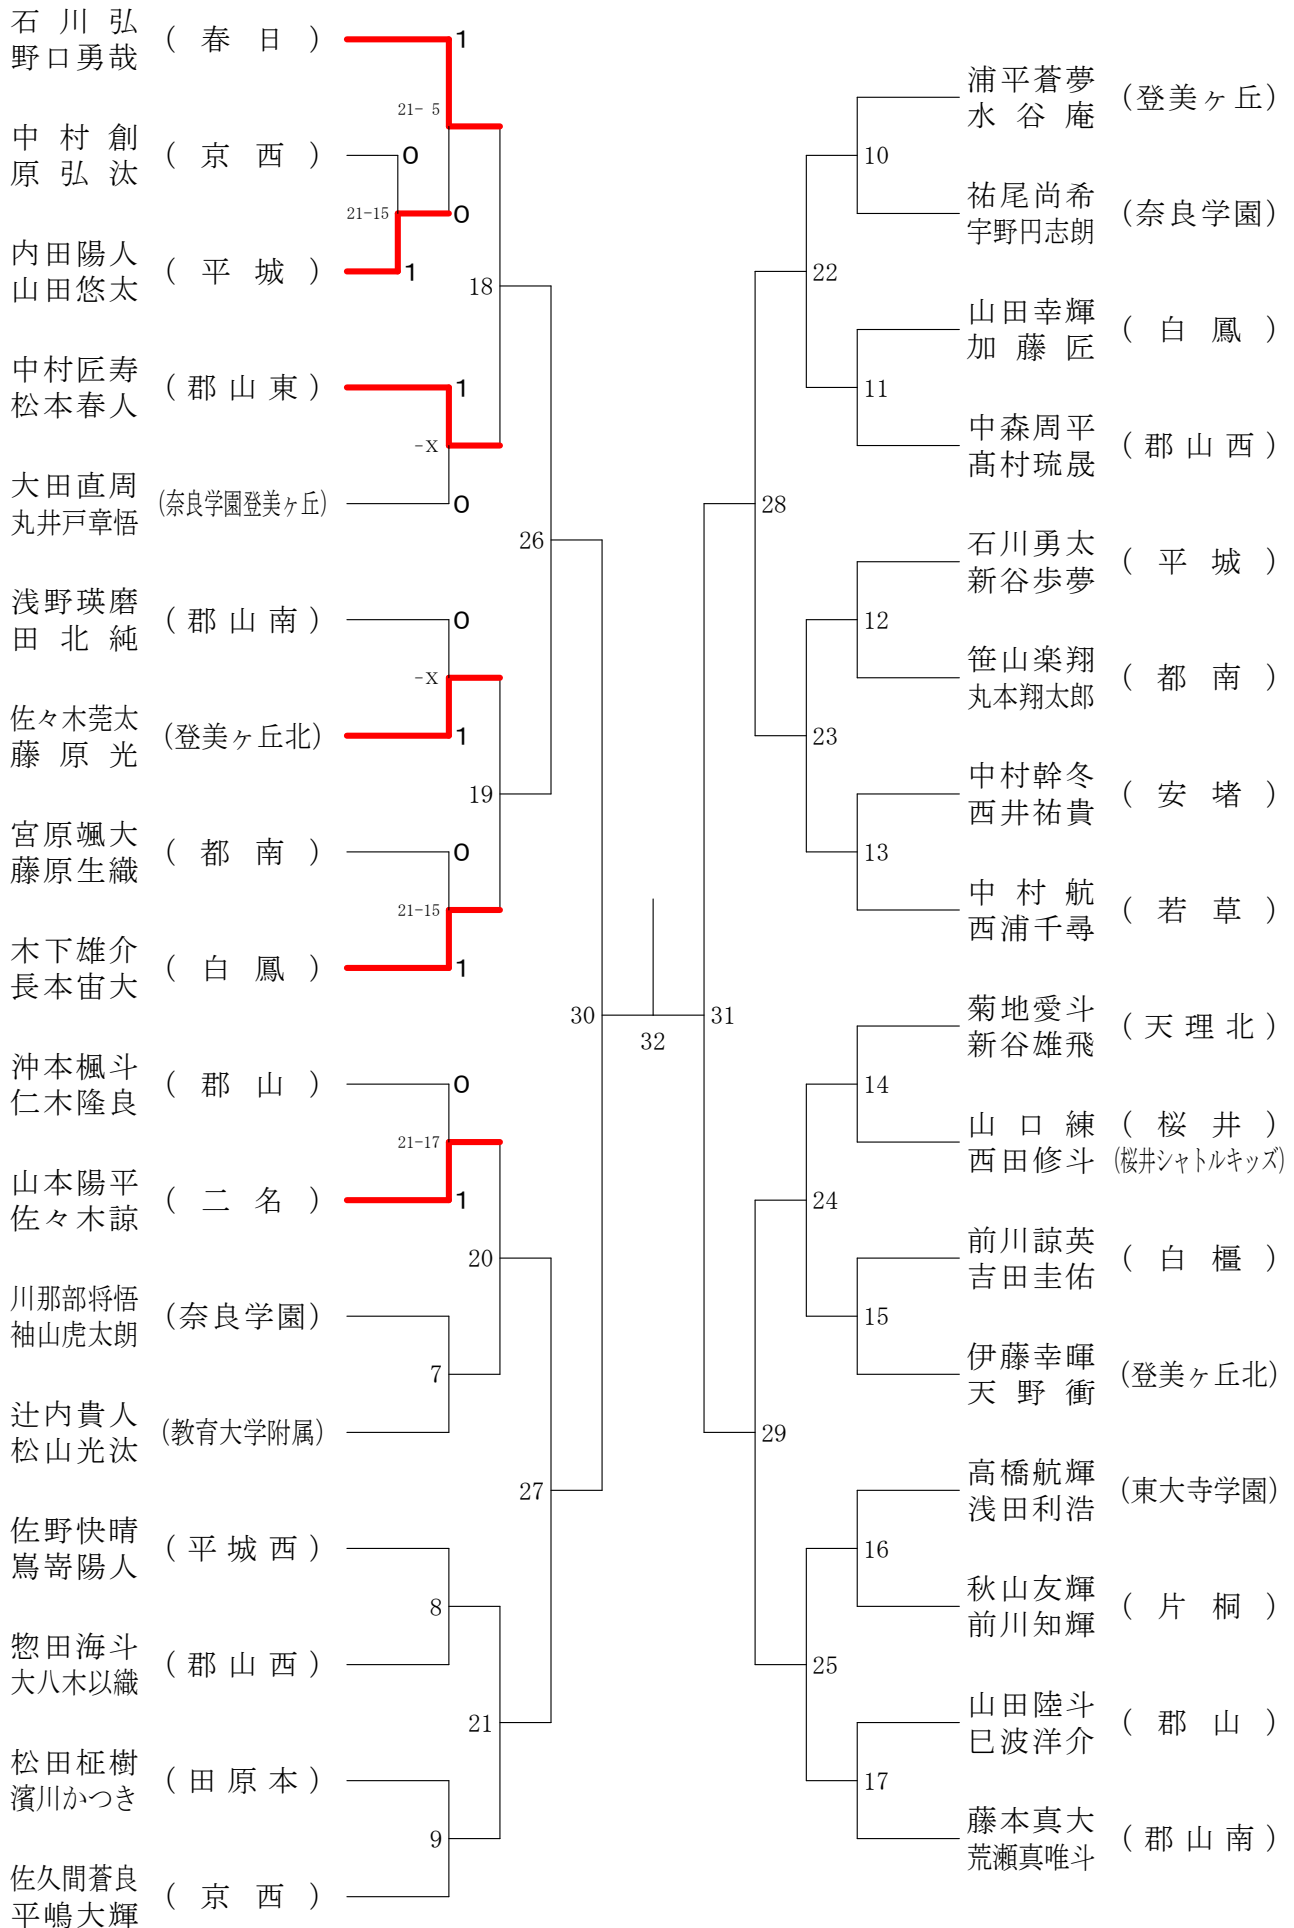 石川弘
野口勇哉
(春日)
1
21- 5
中村創
原弘汰
(京西)
0
21-15
0
内田陽人
山田悠太
(平城)
1
18
中村匠寿
松本春人
(郡山東)
1
-X
大田直周
丸井戸章悟
(奈良学園登美ヶ丘)
0
26
浅野瑛磨
田北純
(郡山南)
0
-X
佐々木莞太
藤原光
(登美ヶ丘北)
1
19
宮原颯大
藤原生織
(都南)
0
21-15
木下雄介
長本宙大
(白鳳)
1
30
沖本楓斗
仁木隆良
(郡山)
0
21-17
山本陽平
佐々木諒
(二名)
1
20
川那部将悟
袖山虎太朗
(奈良学園)
7
辻内貴人
松山光汰
(教育大学附属)
27
佐野快晴
嶌嵜陽人
(平城西)
8
惣田海斗
大八木以織
(郡山西)
21
松田柾樹
濱川かつき
(田原本)
9
佐久間蒼良
平嶋大輝
(京西)
32
浦平蒼夢
水谷庵
(登美ヶ丘)
10
祐尾尚希
宇野円志朗
(奈良学園)
22
山田幸輝
加藤匠
(白鳳)
11
中森周平
髙村琉晟
(郡山西)
28
石川勇太
新谷歩夢
(平城)
12
笹山楽翔
丸本翔太郎
(都南)
23
中村幹冬
西井祐貴
(安堵)
13
中村航
西浦千尋
(若草)
31
菊地愛斗
新谷雄飛
(天理北)
14
山口練
西田修斗
(桜井)
(桜井シャトルキッズ)
24
前川諒英
吉田圭佑
(白橿)
15
伊藤幸暉
天野衝
(登美ヶ丘北)
29
高橋航輝
浅田利浩
(東大寺学園)
16
秋山友輝
前川知輝
(片桐)
25
山田陸斗
巳波洋介
(郡山)
17
藤本真大
荒瀬真唯斗
(郡山南)